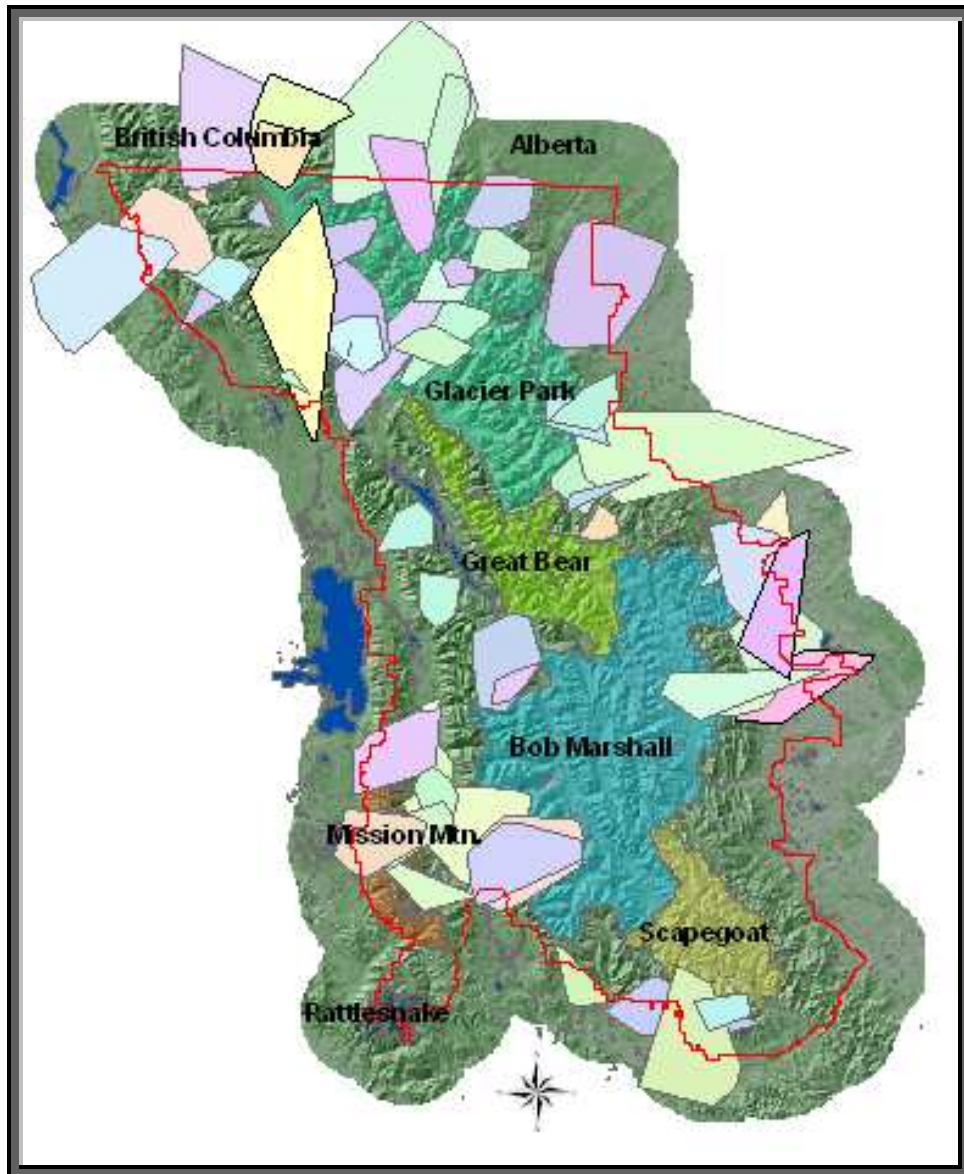 British Columbia
Alberta
Glacier Park
Great Bear
Bob Marshall
Mission Mtn.
Scapegoat
Rattlesnake